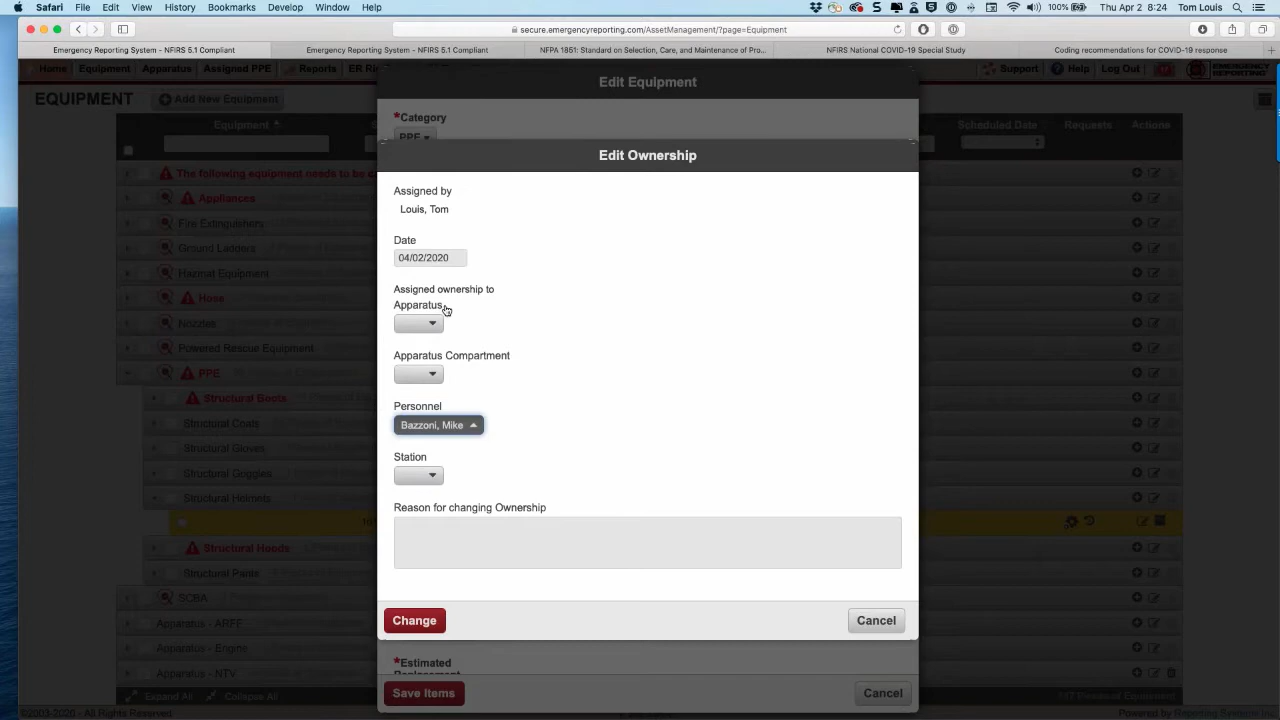 Safari File Edit View History Bookmarks Develop Window Help
100% Thu Apr 2 8:24 Tom Louis
secure.emergencyreporting.com/AssetManagement/?page=Equipment
Emergency Reporting System - NFIRS 5.1 Compliant
Emergency Reporting System - NFIRS 5.1 Compliant
NFPA 1851: Standard on Selection, Care, and Maintenance of Pro...
NFIRS National COVID-19 Special Study
Coding recommendations for COVID-19 response
Home Equipment Apparatus Assigned PPE Reports Support Help Log Out
EMERGENCY REPORTING
EQUIPMENT Add New Equipment
Edit Equipment
Equipment
Scheduled Date Requests Actions
*Category
PPE
Edit Ownership
The following equipment needs to be
Appliances
Fire Extinguishers
Ground Ladders
Hazmat Equipment
Hose
Nozzles
Powered Rescue Equipment
PPE
Structural Boots
Structural Coats
Structural Gloves
Structural Goggles
Structural Helmets
Structural Hoods
Structural Pants
SCBA
Apparatus - ARFF
Apparatus - Engine
Apparatus - NTV
Expand All Collapse All
Assigned by
Louis, Tom
Date
04/02/2020
Assigned ownership to
Apparatus
Apparatus Compartment
Personnel
Bazzoni, Mike
Station
Reason for changing Ownership
Change Cancel
*Estimated
Replacement
Save Items Cancel
All Rights Reserved.